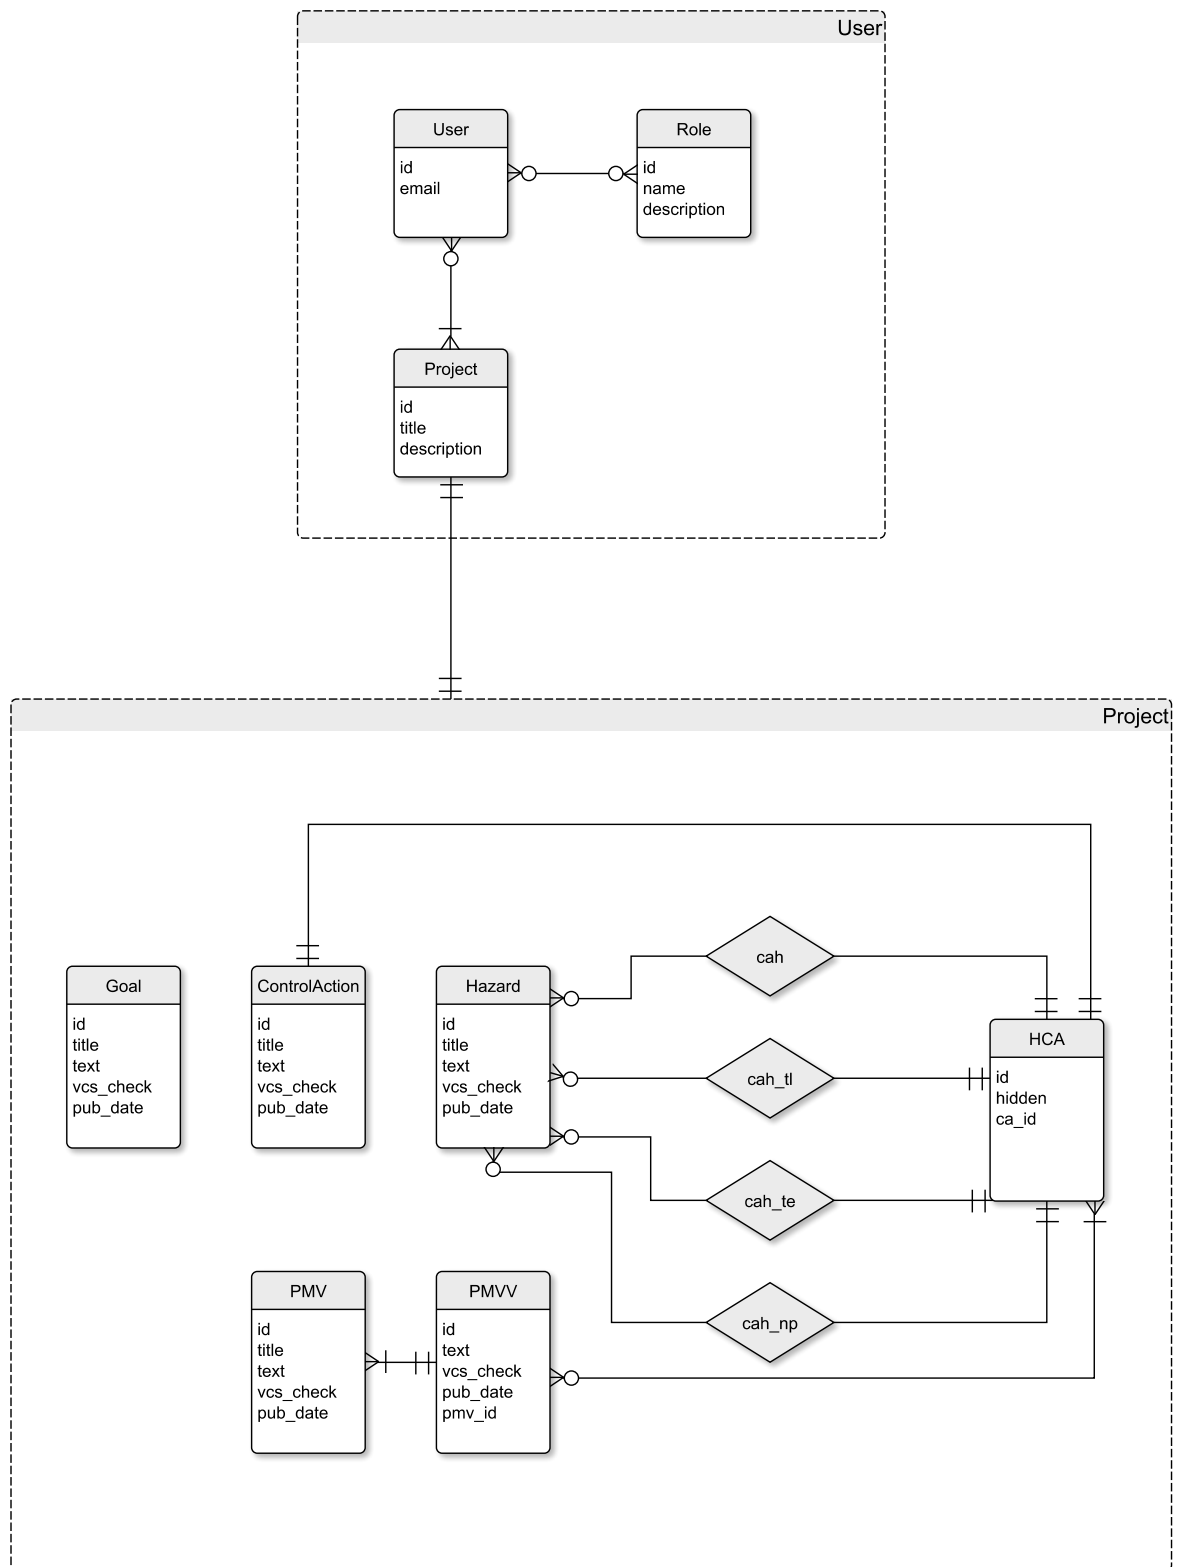 User
User
id
email
Role
id
name
description
Project
id
title
description
Project
cah
Goal
id
title
text
vcs_check
pub_date
ControlAction
id
title
text
vcs_check
pub_date
Hazard
id
title
text
vcs_check
pub_date
HCA
id
hidden
ca_id
cah_tl
cah_te
cah_np
PMV
id
title
text
vcs_check
pub_date
PMVV
id
text
vcs_check
pub_date
pmv_id